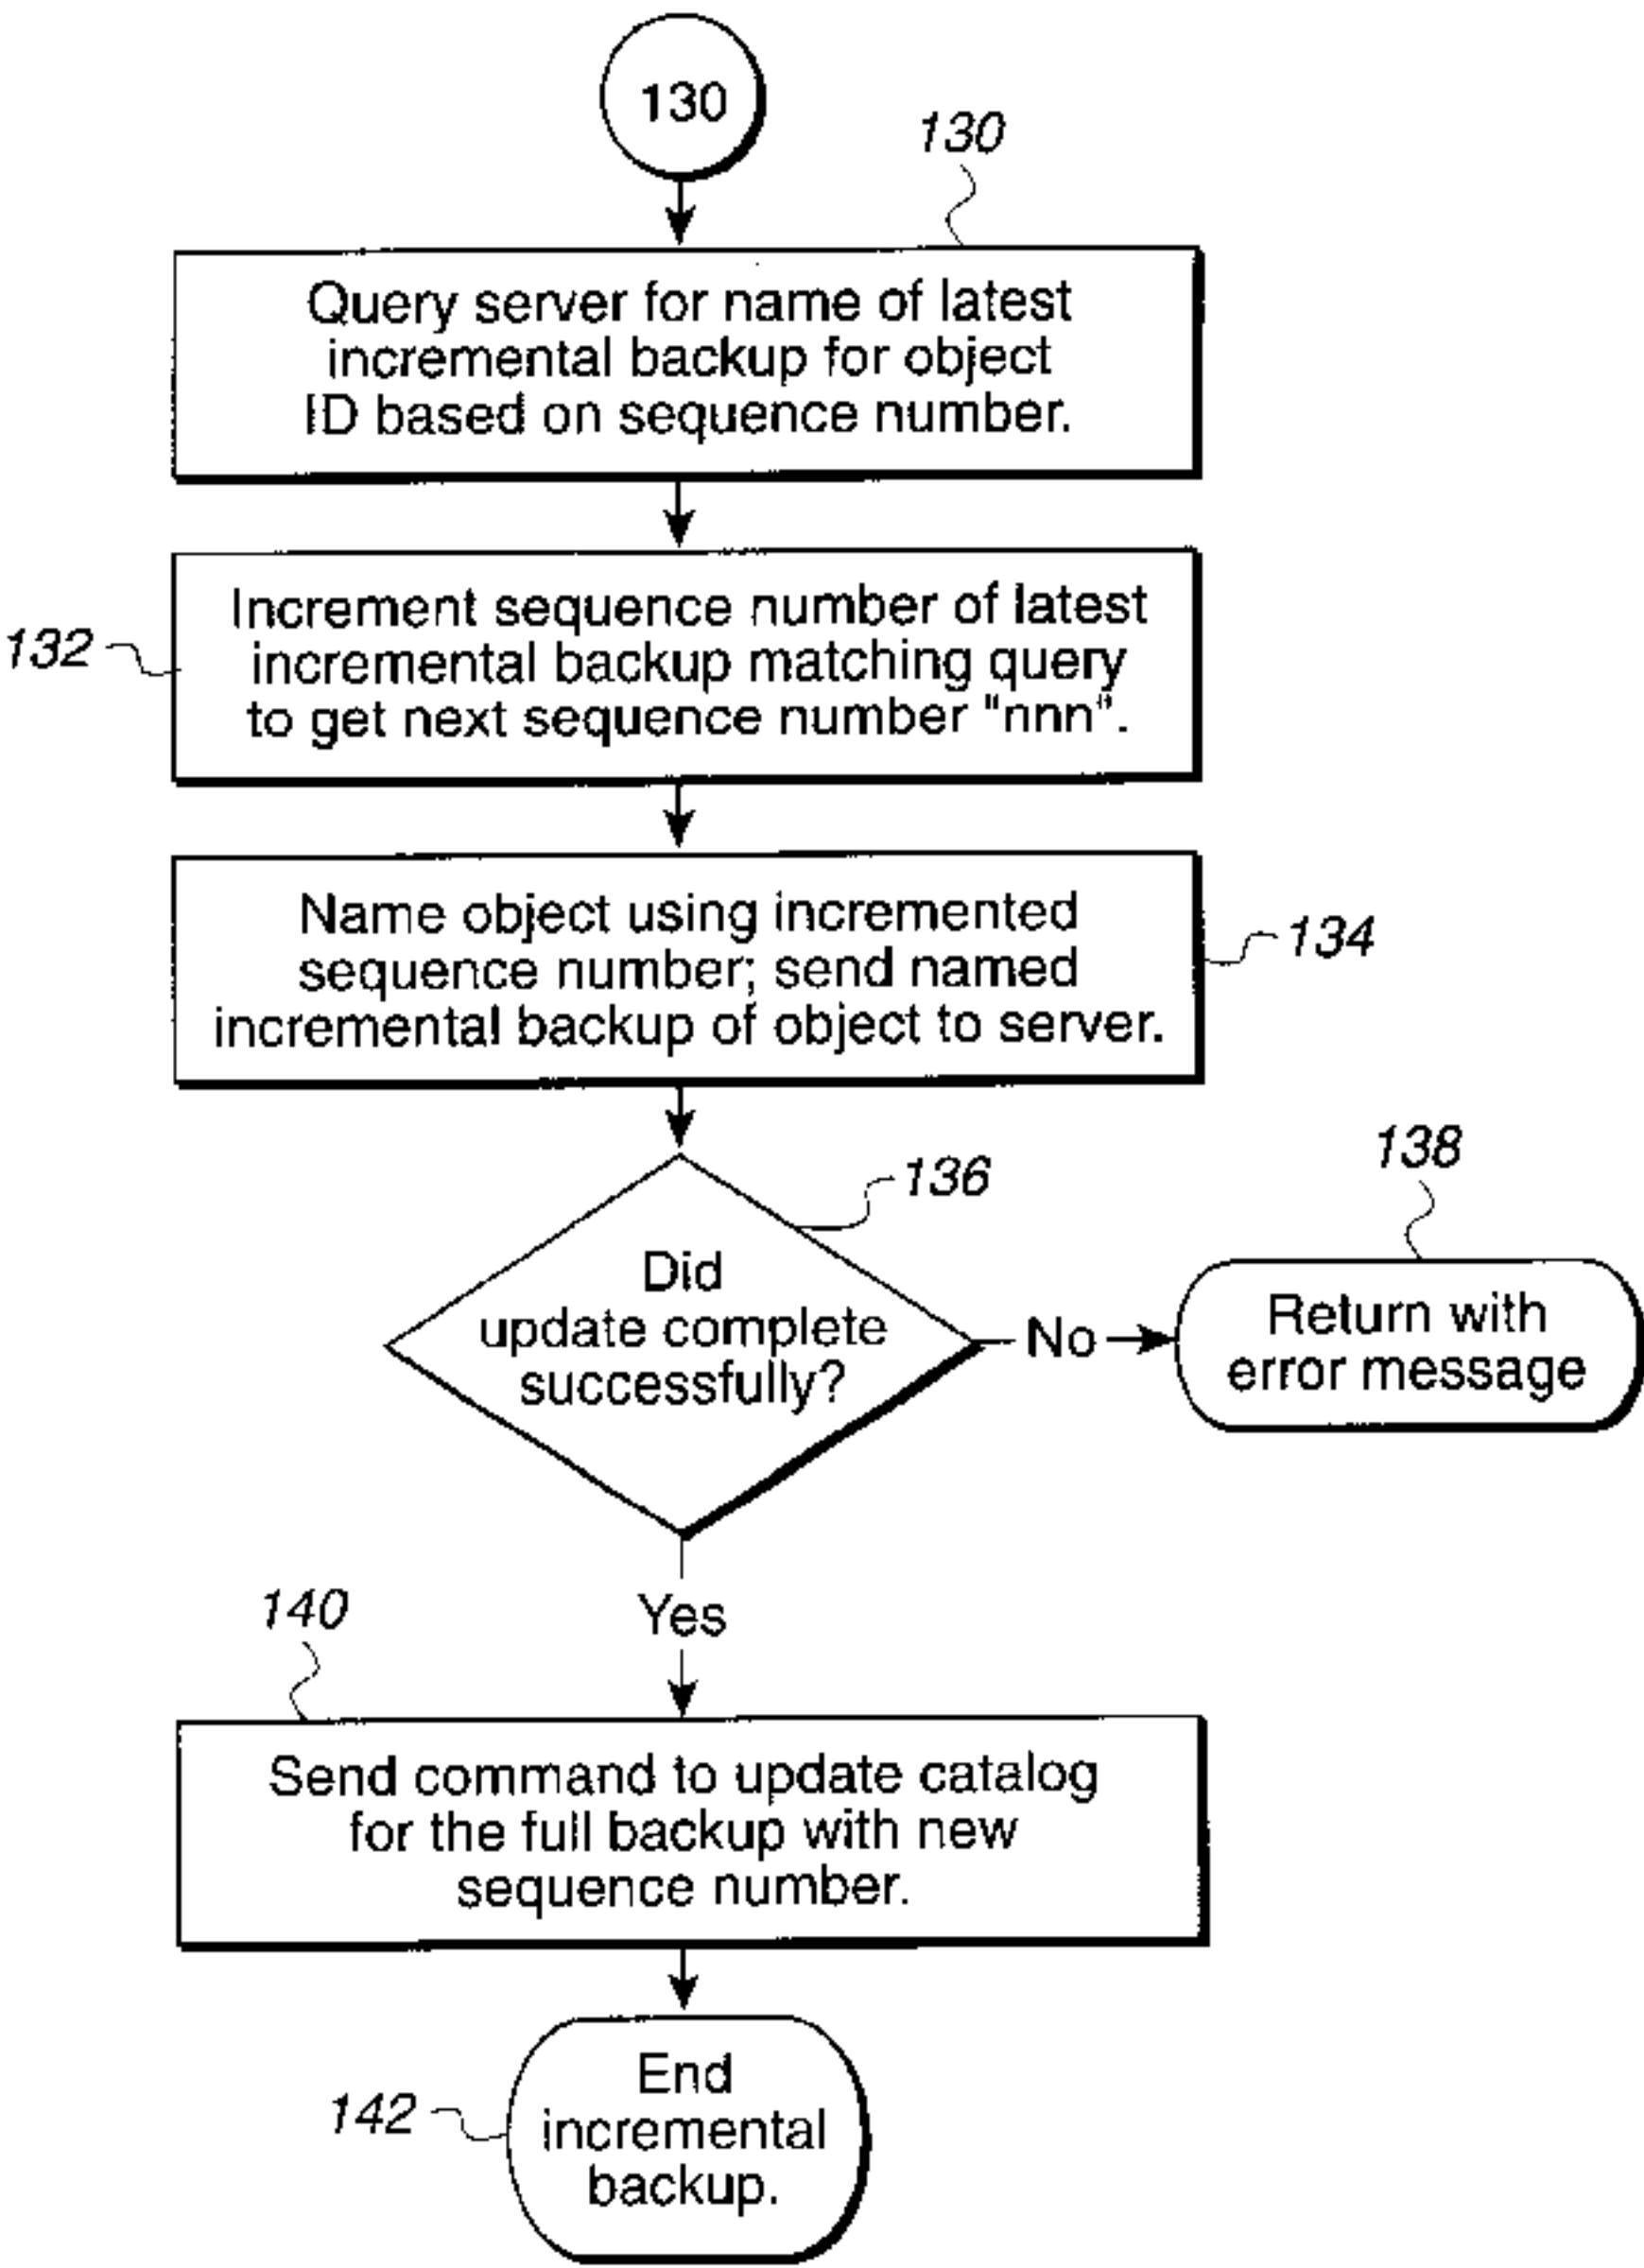 130
130
Query server for name of latest
incremental backup for object
ID based on sequence number.
132
Increment sequence number of latest
incremental backup matching query
to get next sequence number "nnn".
Name object using incremented
sequence number; send named
incremental backup of object to server.
134
136
138
Did
update complete
successfully?
No
Return with
error message
Yes
140
Send command to update catalog
for the full backup with new
sequence number.
142
End
incremental
backup.